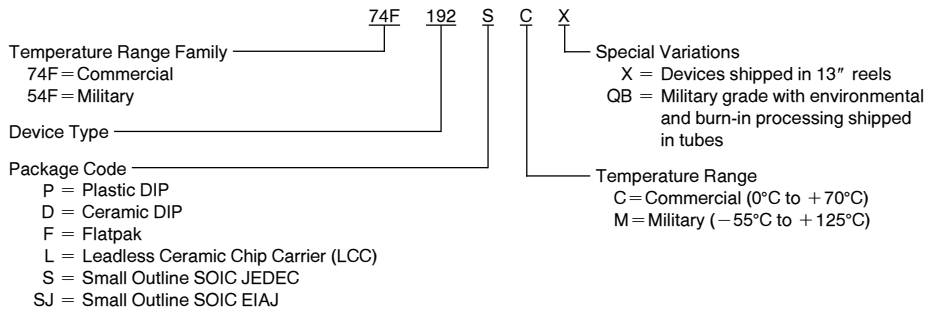 74F 192 S C X
Temperature Range Family
74F = Commercial
54F = Military
Device Type
Package Code
P = Plastic DIP
D = Ceramic DIP
F = Flatpak
L = Leadless Ceramic Chip Carrier (LCC)
S = Small Outline SOIC JEDEC
SJ = Small Outline SOIC EIAJ
Special Variations
X = Devices shipped in 13″ reels
QB = Military grade with environmental
and burn-in processing shipped
in tubes
Temperature Range
C = Commercial (0°C to +70°C)
M = Military (−55°C to +125°C)